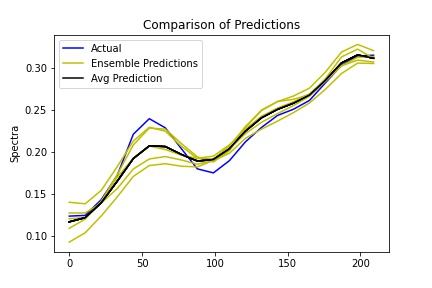 Comparison of Predictions
Actual
Ensemble Predictions
Avg Prediction
Spectra
0.30
0.25
0.20
0.15
0.10
0 50 100 150 200